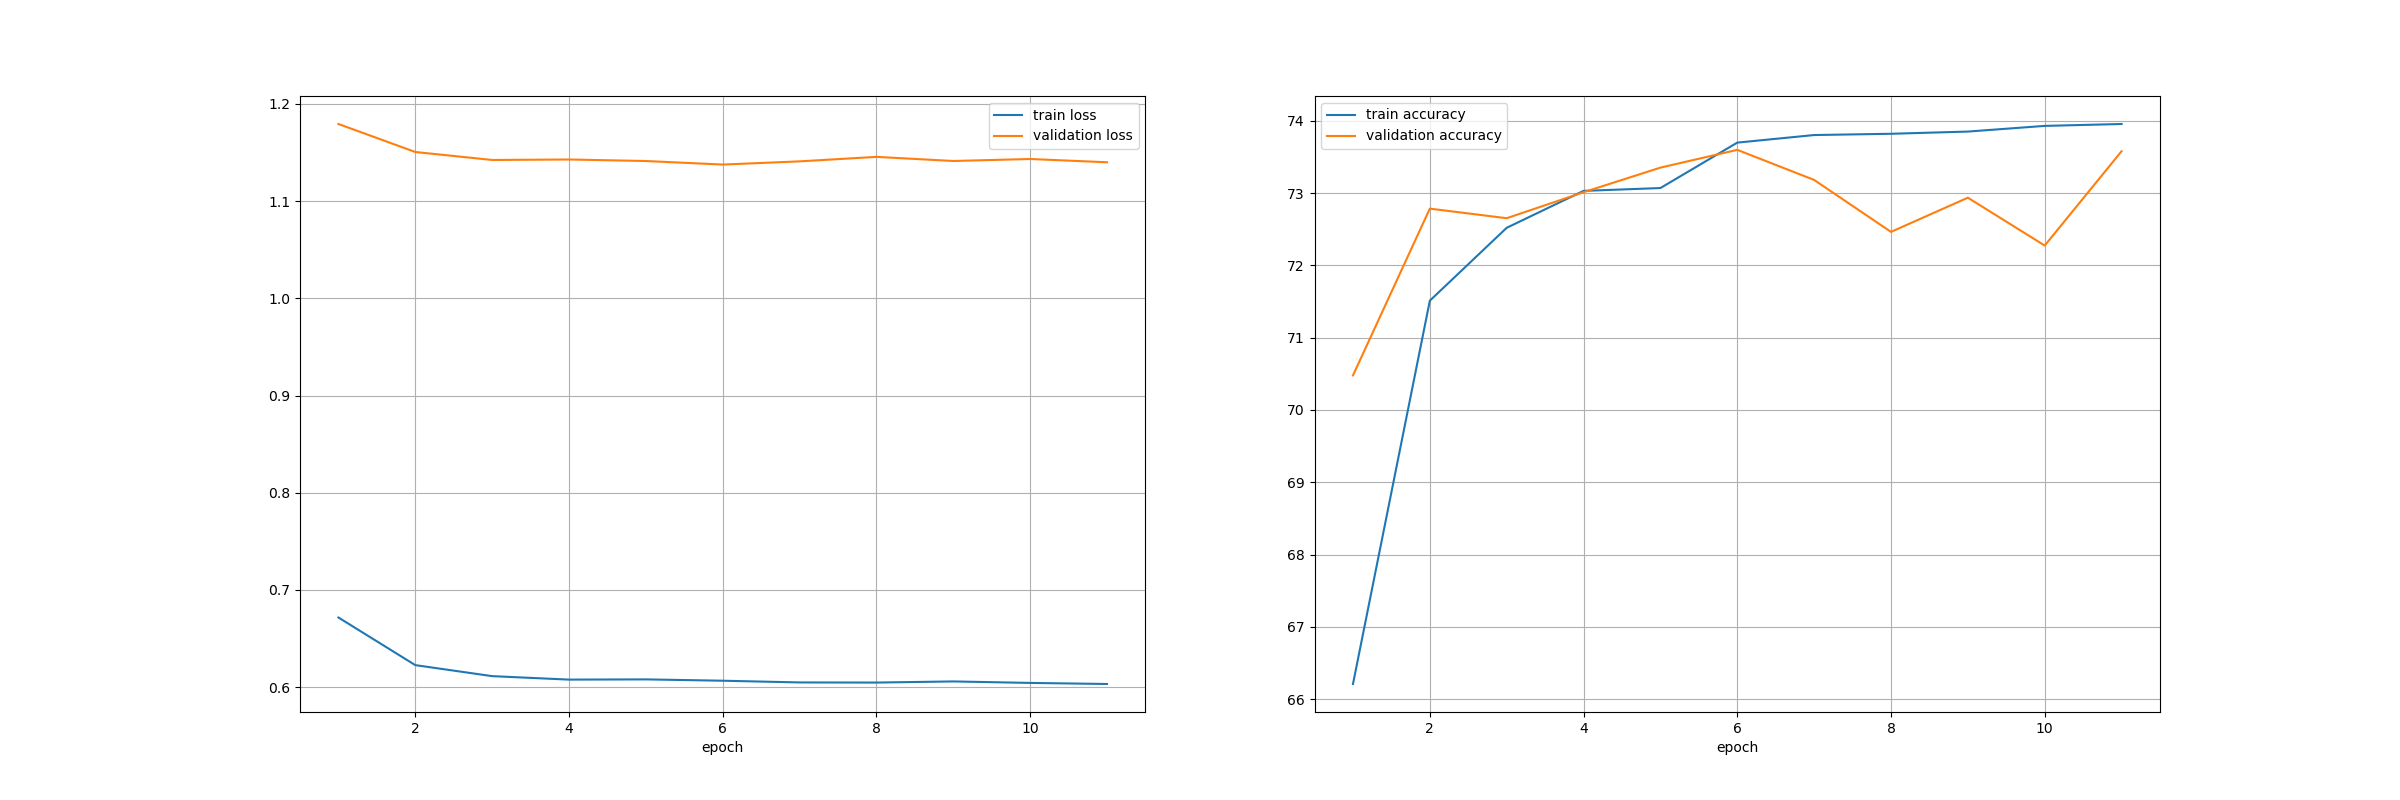 1.2
1.1
1.0
0.9
0.8
0.7
0.6
2 4 6 8 10
epoch
train loss
validation loss
74
73
72
71
70
69
68
67
66
2 4 6 8 10
epoch
train accuracy
validation accuracy